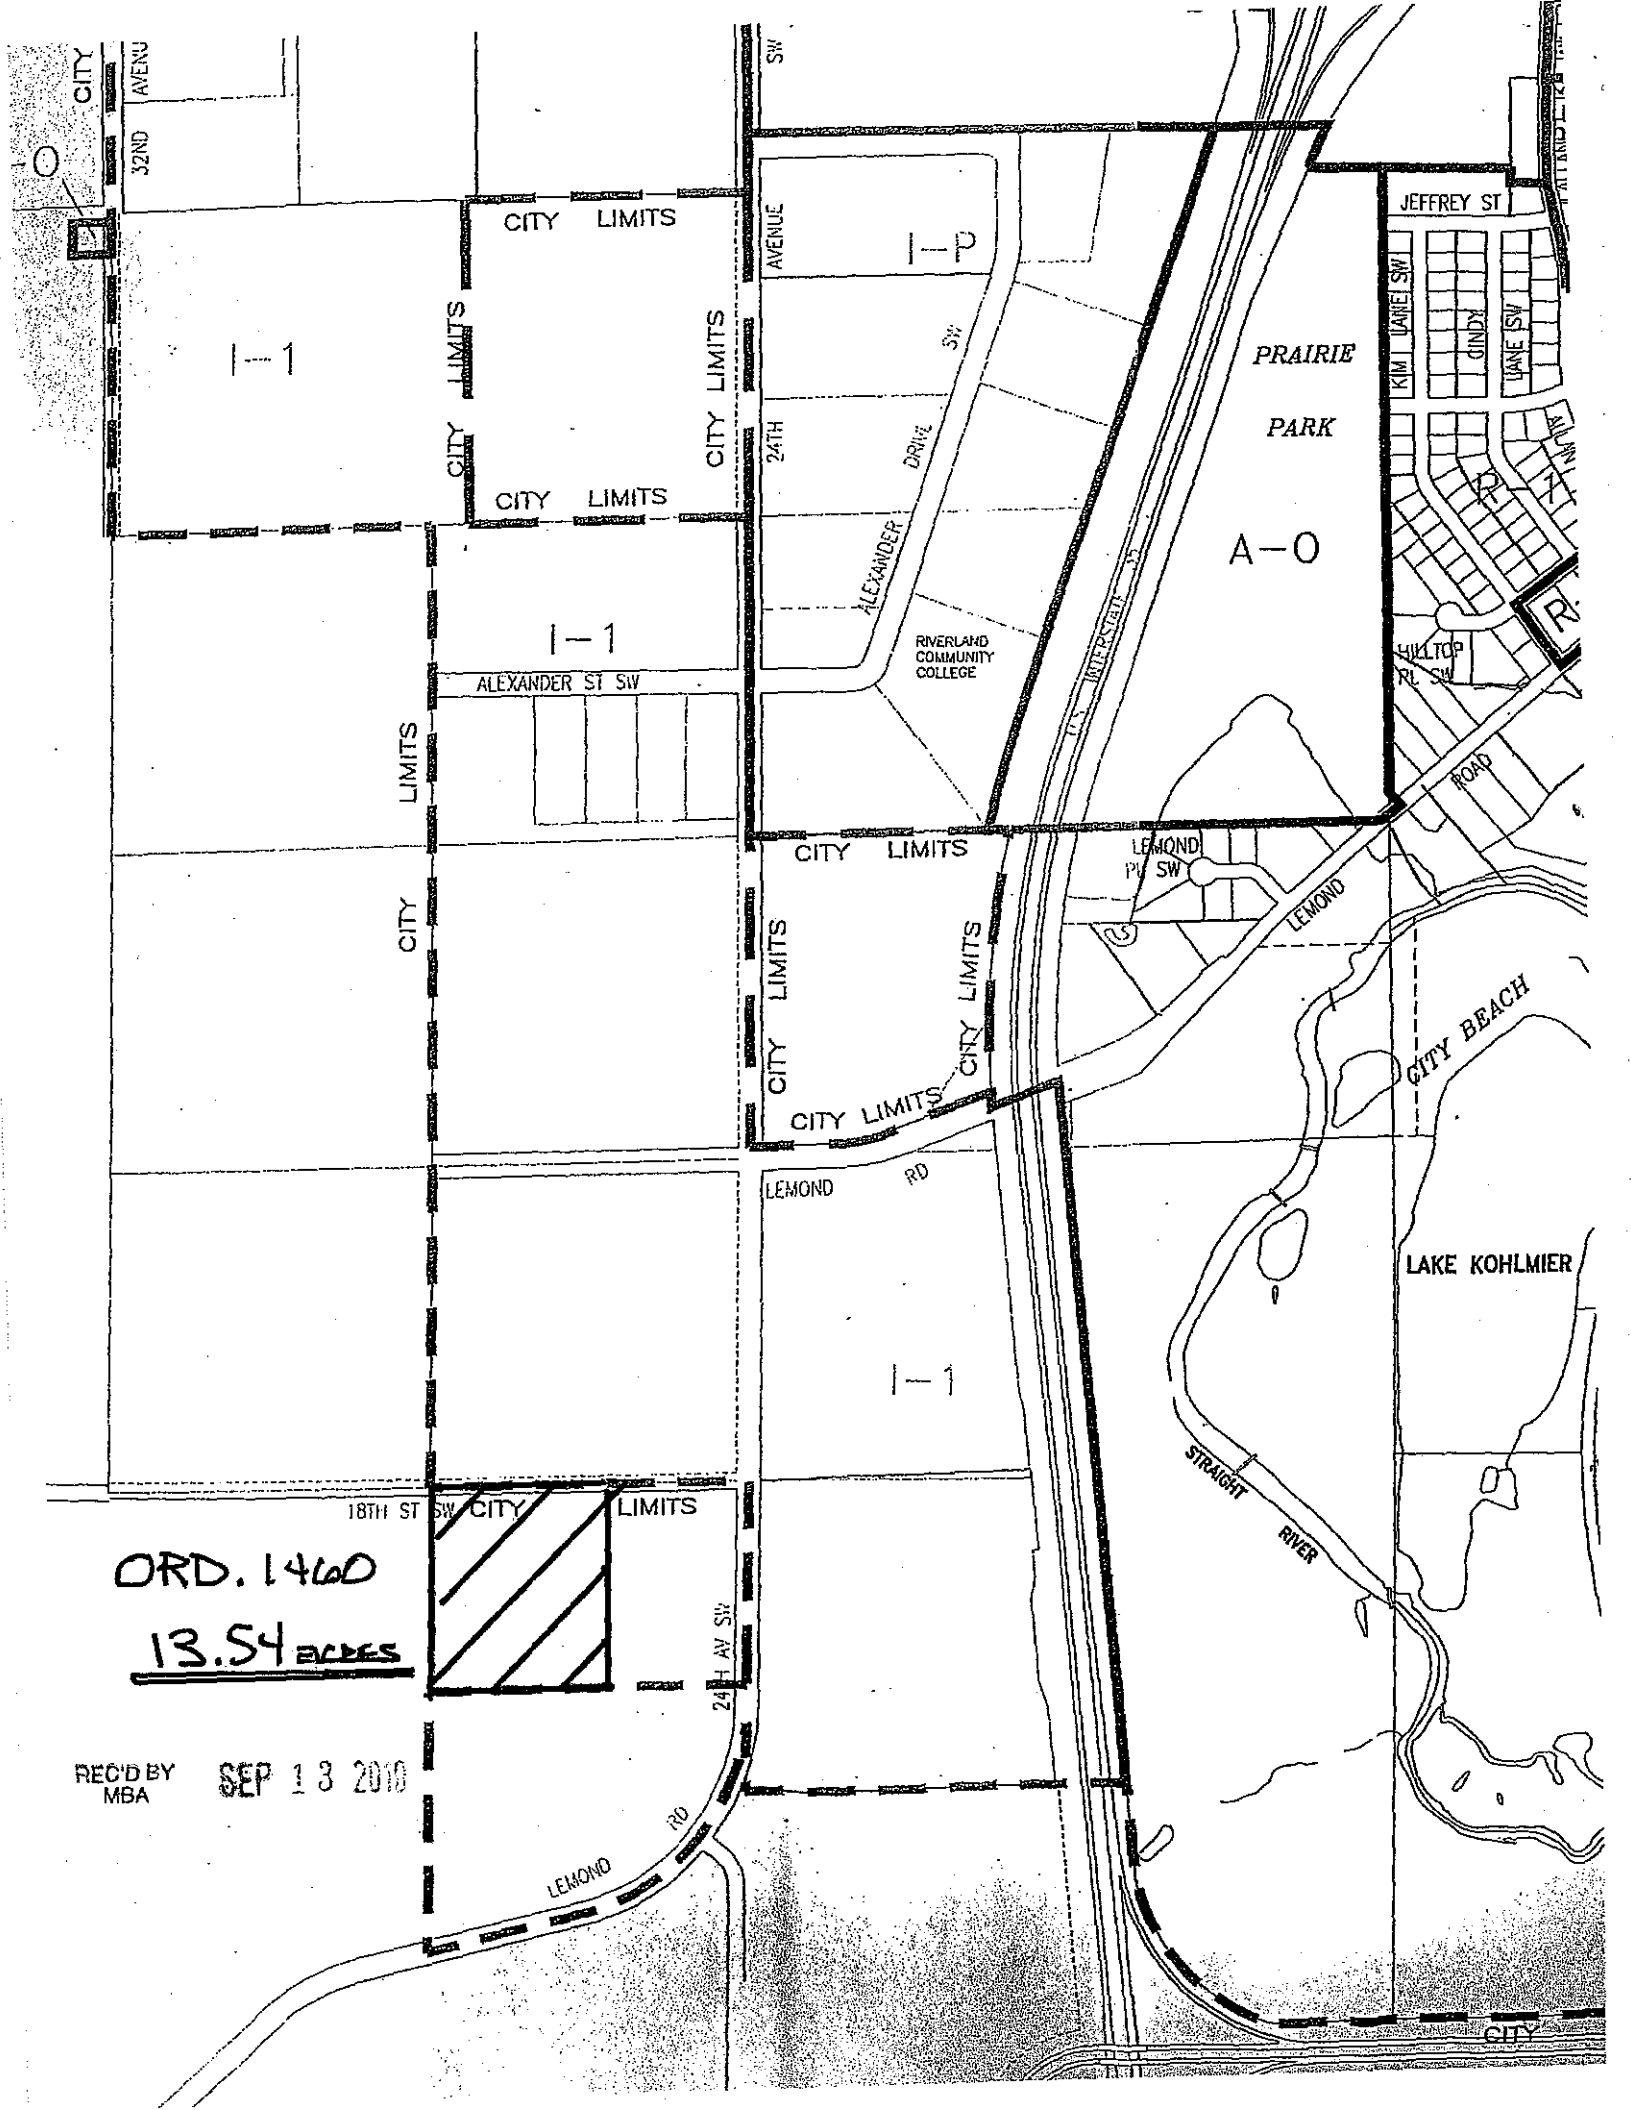 CITY
32ND AVENU
SW
O
JEFFREY ST
CITY LIMITS
AVENUE
24TH
I-P
KIM LANE SW
CINDY
LANE SW
I-1
CITY LIMITS
CITY LIMITS
SW
DRIVE
ALEXANDER
PRAIRIE
PARK
R-1
CITY LIMITS
A-O
R-
U.S. INTERSTATE 35
I-1
RIVERLAND
COMMUNITY
COLLEGE
HILLTOP
PL SW
ALEXANDER ST SW
CITY LIMITS
ROAD
CITY LIMITS
LEMOND
PL SW
LEMOND
CITY LIMITS
CITY LIMITS
CITY BEACH
CITY LIMITS
LEMOND RD
LAKE KOHLMIER
I-1
STRAIGHT
RIVER
18TH ST SW
CITY LIMITS
ORD. 1460
13.54 acres
24TH AV SW
REC'D BY
MBA
SEP 13 2010
LEMOND RD
CITY